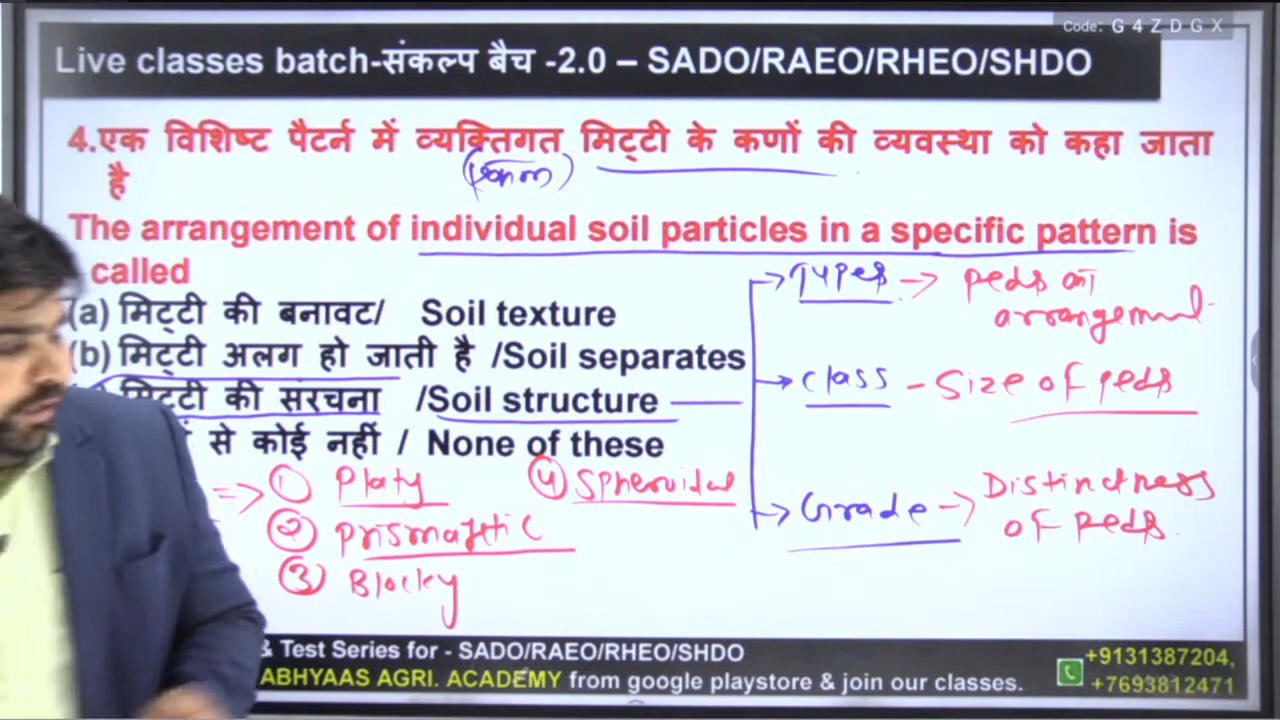 Code: G 4 Z D G X
Live classes batch-संकल्प बैच -2.0 – SADO/RAEO/RHEO/SHDO
4.एक विशिष्ट पैटर्न में व्यक्तिगत मिट्टी के कणों की व्यवस्था को कहा जाता
है
The arrangement of individual soil particles in a specific pattern is
called
(a) मिट्टी की बनावट/ Soil texture
(b) मिट्टी अलग हो जाती है /Soil separates
मिट्टी की संरचना /Soil structure
से कोई नहीं / None of these
Types → peds का arrangement
Class - Size of peds
Grade → Distinctness of peds
⇒ ① Platy ④ Spheroidal
② Prismatic
③ Blocky
& Test Series for - SADO/RAEO/RHEO/SHDO
ABHYAAS AGRI. ACADEMY from google playstore & join our classes.
+9131387204,
+7693812471